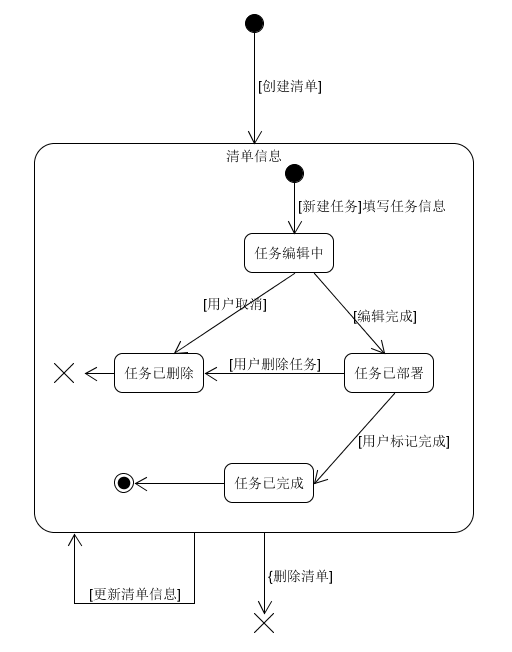 [创建清单]
清单信息
[新建任务]填写任务信息
任务编辑中
[用户取消]
[编辑完成]
任务已删除
[用户删除任务]
任务已部署
[用户标记完成]
任务已完成
[更新清单信息]
{删除清单]